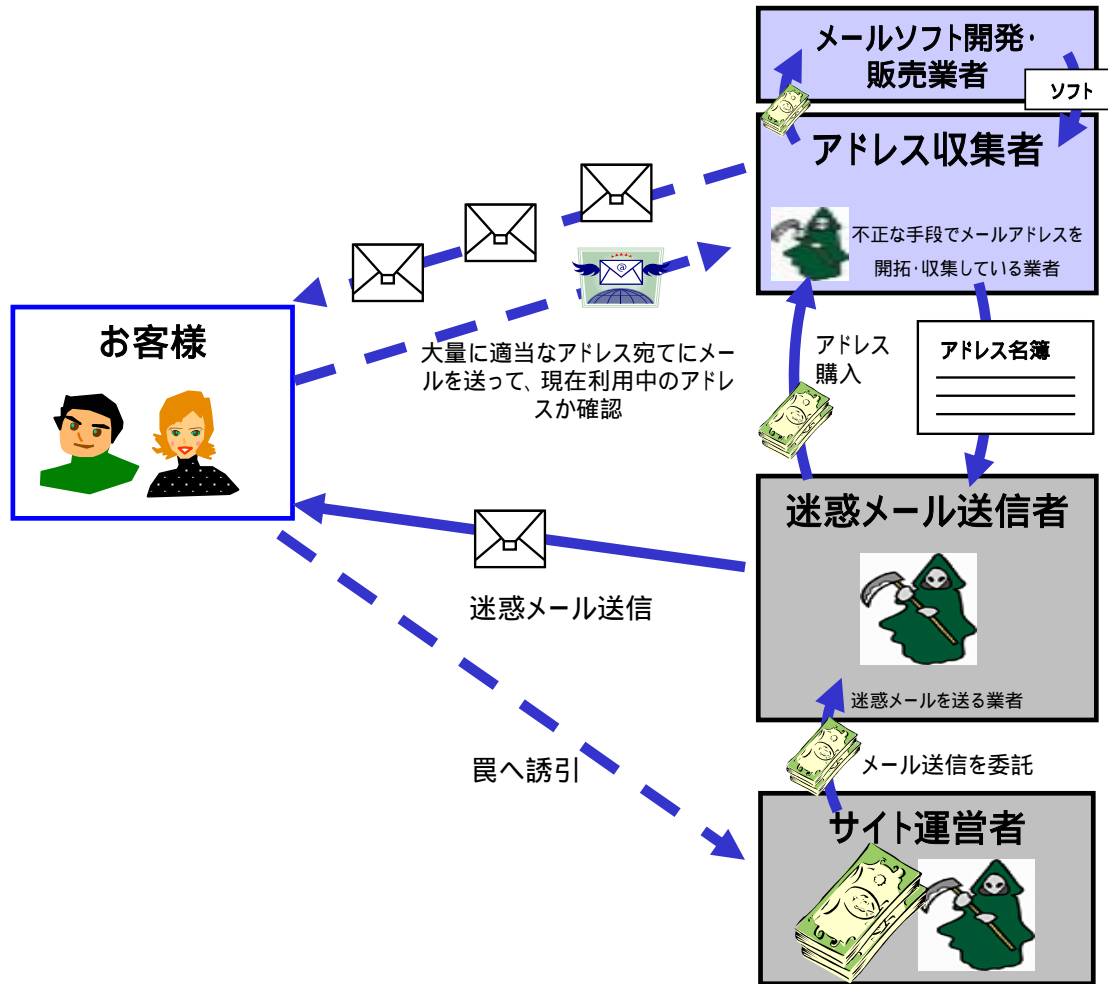 メールソフト開発・
販売業者
ソフト
アドレス収集者
不正な手段でメールアドレスを
開拓・収集している業者
お客様
大量に適当なアドレス宛てにメー
ルを送って、現在利用中のアドレ
スか確認
アドレス
購入
アドレス名簿
迷惑メール送信者
迷惑メール送信
迷惑メールを送る業者
罠へ誘引
メール送信を委託
サイト運営者
@